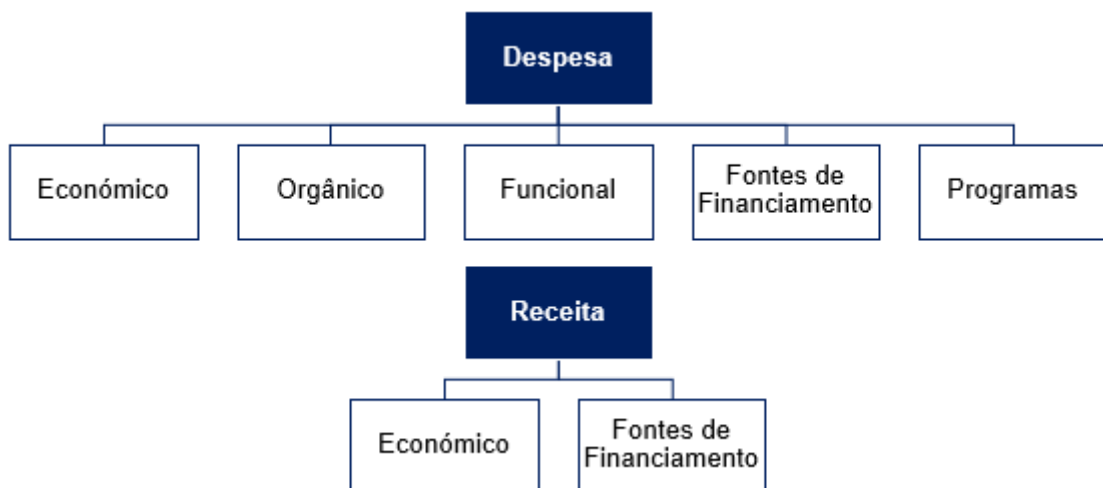 Despesa
Económico
Orgânico
Funcional
Fontes de
Financiamento
Programas
Receita
Económico
Fontes de
Financiamento